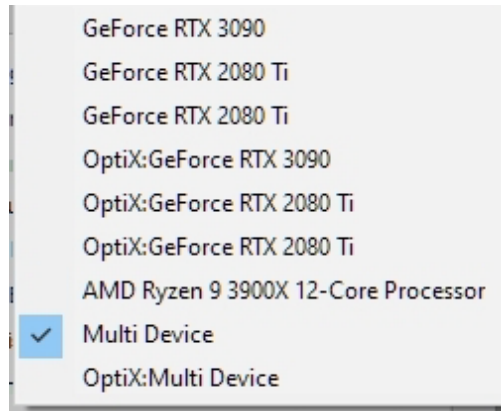 GeForce RTX 3090
GeForce RTX 2080 Ti
GeForce RTX 2080 Ti
OptiX:GeForce RTX 3090
OptiX:GeForce RTX 2080 Ti
OptiX:GeForce RTX 2080 Ti
AMD Ryzen 9 3900X 12-Core Processor
Multi Device
OptiX:Multi Device